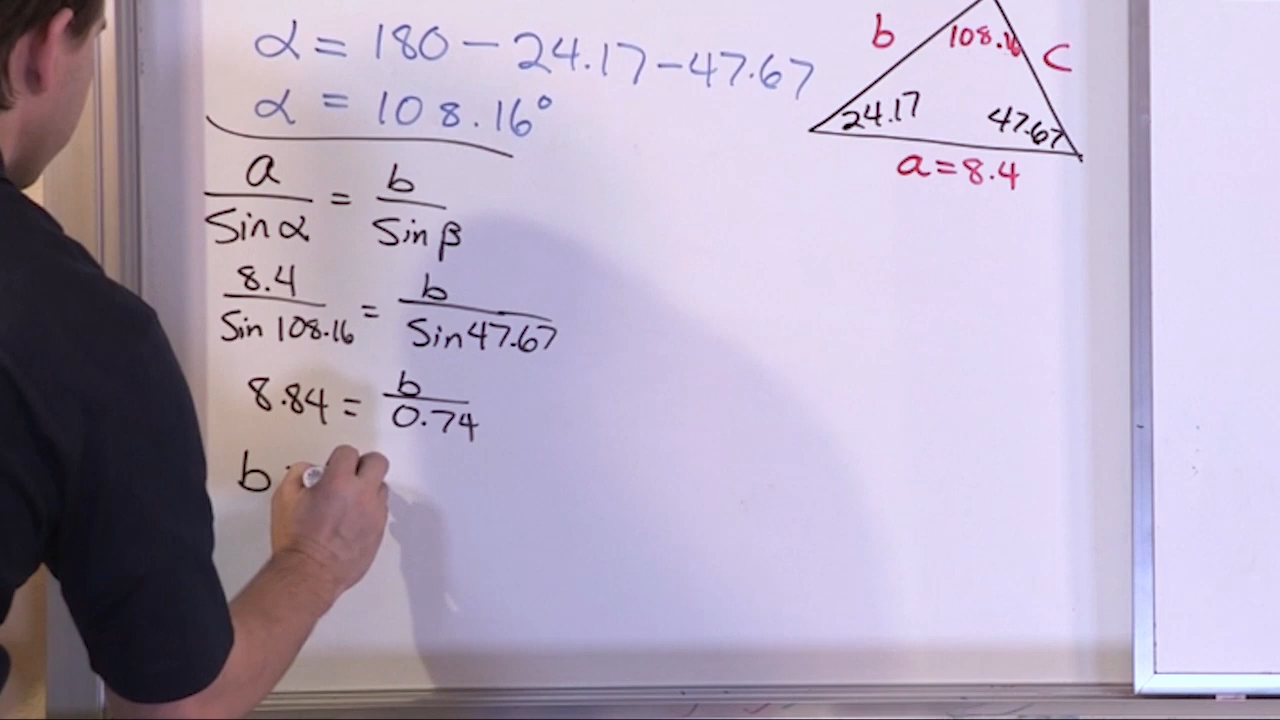 α = 180 − 24.17 − 47.67
α = 108.16°
a/Sin α = b/Sin β
8.4/Sin 108.16 = b/Sin 47.67
8.84 = b/0.74
b =
b
108.16
c
24.17
47.67
a = 8.4